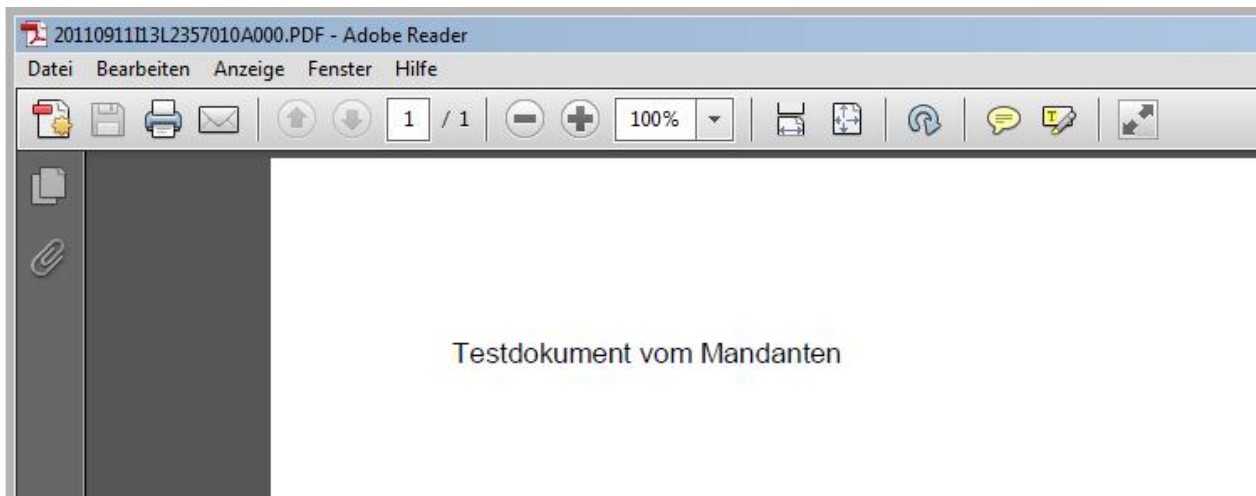 20110911I13L2357010A000.PDF - Adobe Reader
Datei Bearbeiten Anzeige Fenster Hilfe
1 / 1 100%
Testdokument vom Mandanten